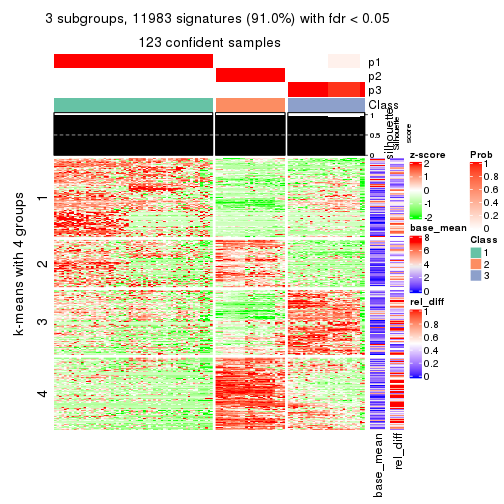 3 subgroups, 11983 signatures (91.0%) with fdr < 0.05
123 confident samples
p1
p2
p3
Class
1
0.5
0
silhouette
Silhouette
score
k-means with 4 groups
1
2
3
4
base_mean
rel_diff
z-score
2
1
0
-1
-2
base_mean
8
6
4
2
0
rel_diff
1
0.8
0.6
0.4
0.2
0
Prob
1
0.8
0.6
0.4
0.2
0
Class
1
2
3